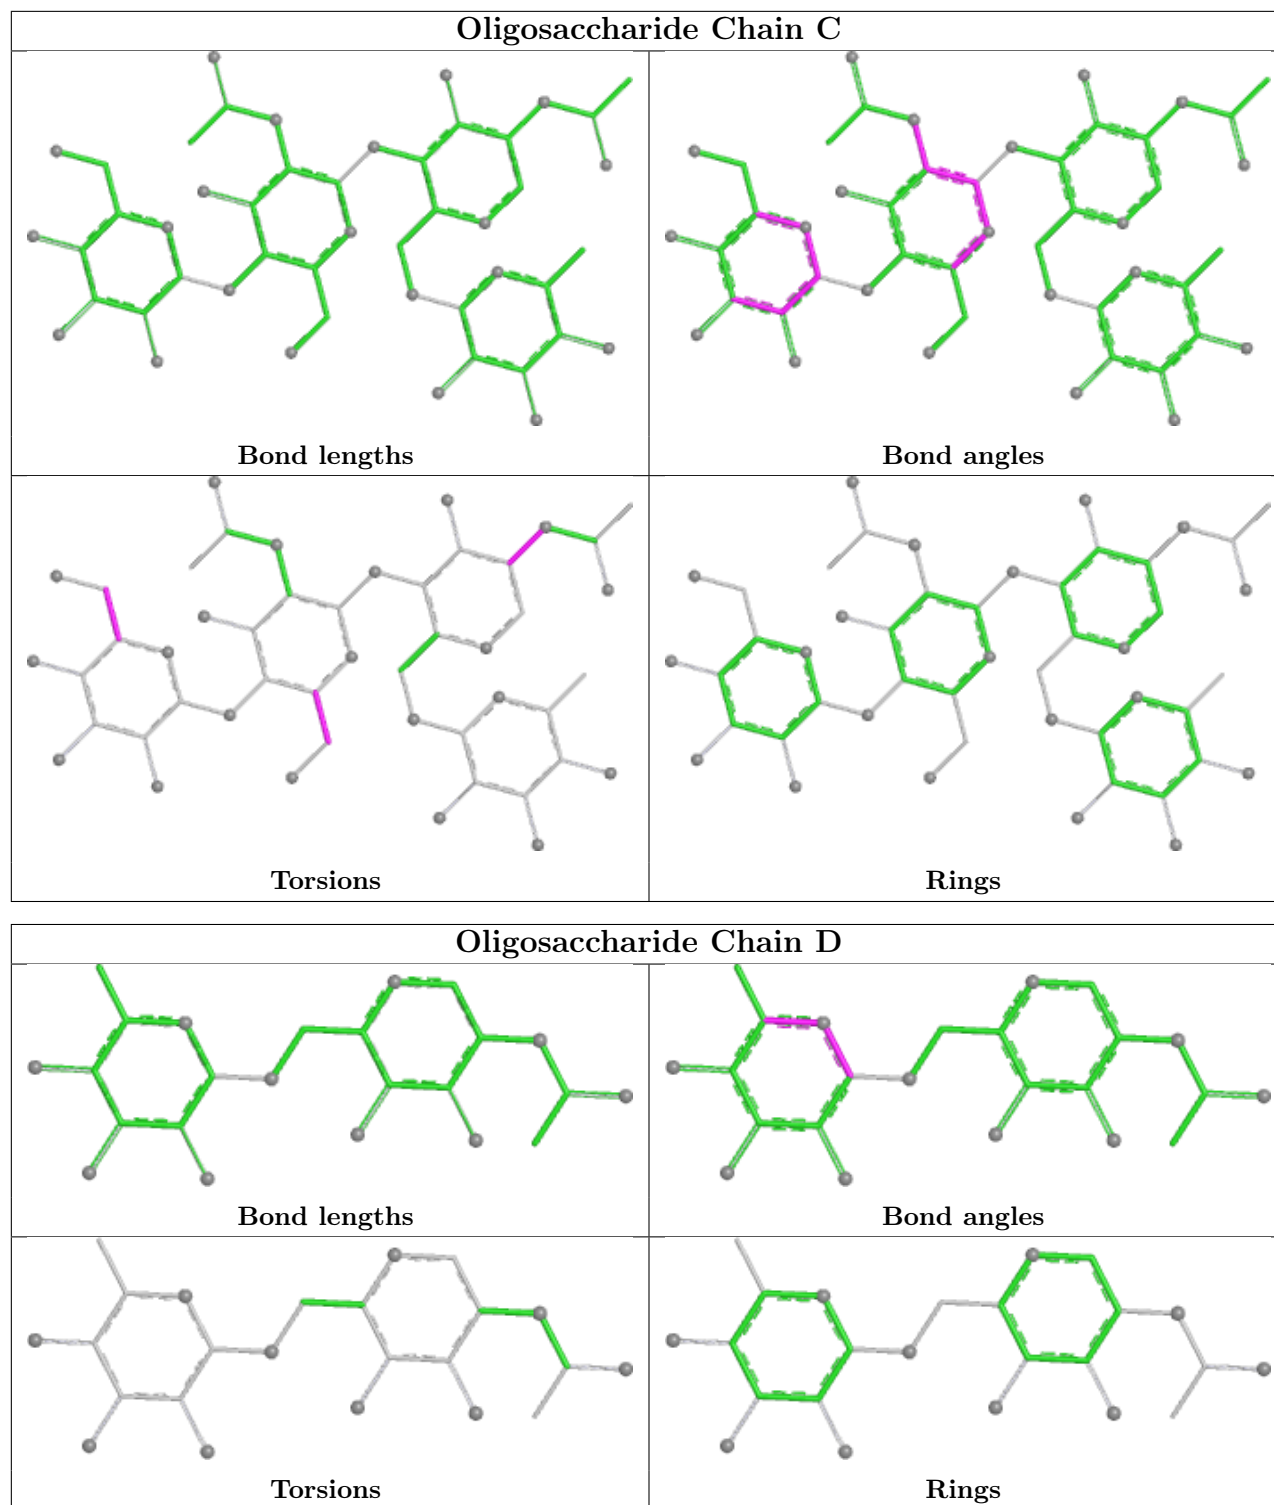 Oligosaccharide Chain C
Bond lengths
Bond angles
Torsions
Rings
Oligosaccharide Chain D
Bond lengths
Bond angles
Torsions
Rings